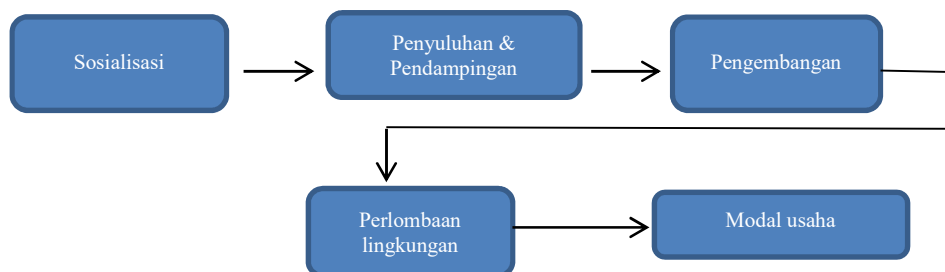 Sosialisasi
Penyuluhan &
Pendampingan
Pengembangan
Perlombaan
lingkungan
Modal usaha